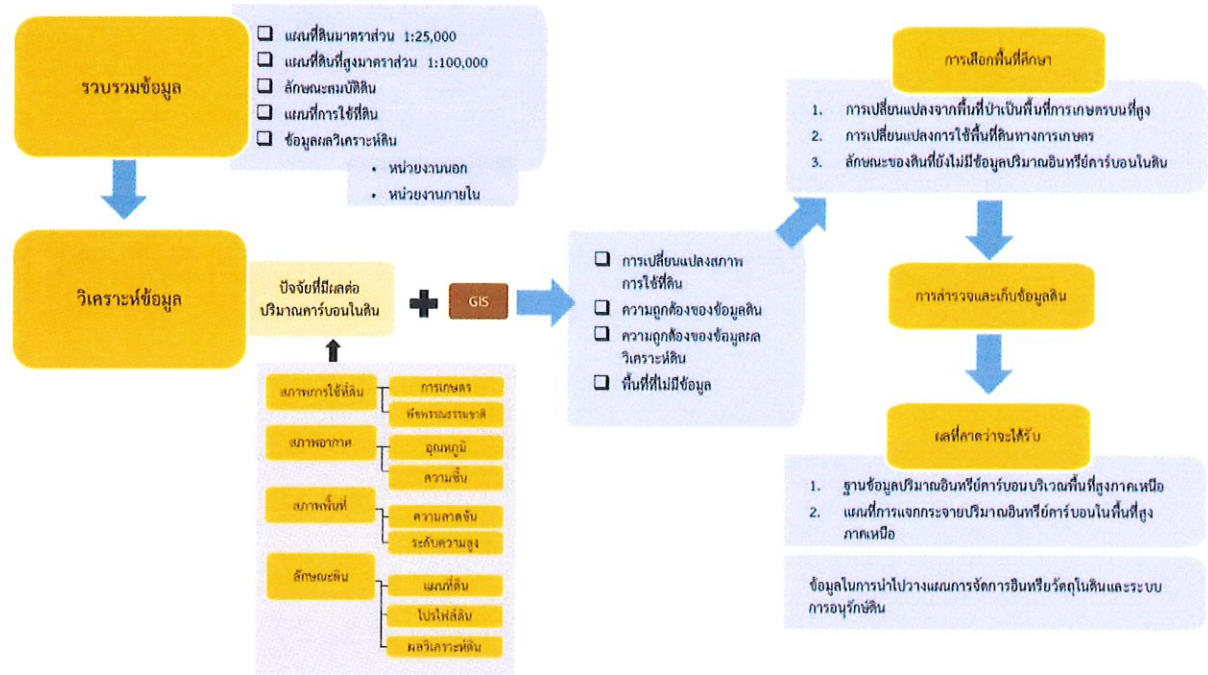 รวบรวมข้อมูล
❑ แผนที่ดินมาตราส่วน 1:25,000
❑ แผนที่ดินที่สูงมาตราส่วน 1:100,000
❑ ลักษณะสมบัติดิน
❑ แผนที่การใช้ที่ดิน
❑ ข้อมูลผลวิเคราะห์ดิน
• หน่วยงานนอก
• หน่วยงานภายใน
วิเคราะห์ข้อมูล
ปัจจัยที่มีผลต่อ
ปริมาณคาร์บอนในดิน
GIS
สภาพการใช้ที่ดิน
การเกษตร
พืชพรรณธรรมชาติ
สภาพอากาศ
อุณหภูมิ
ความชื้น
สภาพพื้นที่
ความลาดชัน
ระดับความสูง
ลักษณะดิน
แผนที่ดิน
โปรไฟล์ดิน
ผลวิเคราะห์ดิน
❑ การเปลี่ยนแปลงสภาพ
การใช้ที่ดิน
❑ ความถูกต้องของข้อมูลดิน
❑ ความถูกต้องของข้อมูลผล
วิเคราะห์ดิน
❑ พื้นที่ที่ไม่มีข้อมูล
การเลือกพื้นที่ศึกษา
1. การเปลี่ยนแปลงจากพื้นที่ป่าเป็นพื้นที่การเกษตรบนที่สูง
2. การเปลี่ยนแปลงการใช้พื้นที่ดินทางการเกษตร
3. ลักษณะของดินที่ยังไม่มีข้อมูลปริมาณอินทรีย์คาร์บอนในดิน
การสำรวจและเก็บข้อมูลดิน
ผลที่คาดว่าจะได้รับ
1. ฐานข้อมูลปริมาณอินทรีย์คาร์บอนบริเวณพื้นที่สูงภาคเหนือ
2. แผนที่การแจกกระจายปริมาณอินทรีย์คาร์บอนในพื้นที่สูง
ภาคเหนือ
ข้อมูลในการนำไปวางแผนการจัดการอินทรียวัตถุในดินและระบบ
การอนุรักษ์ดิน